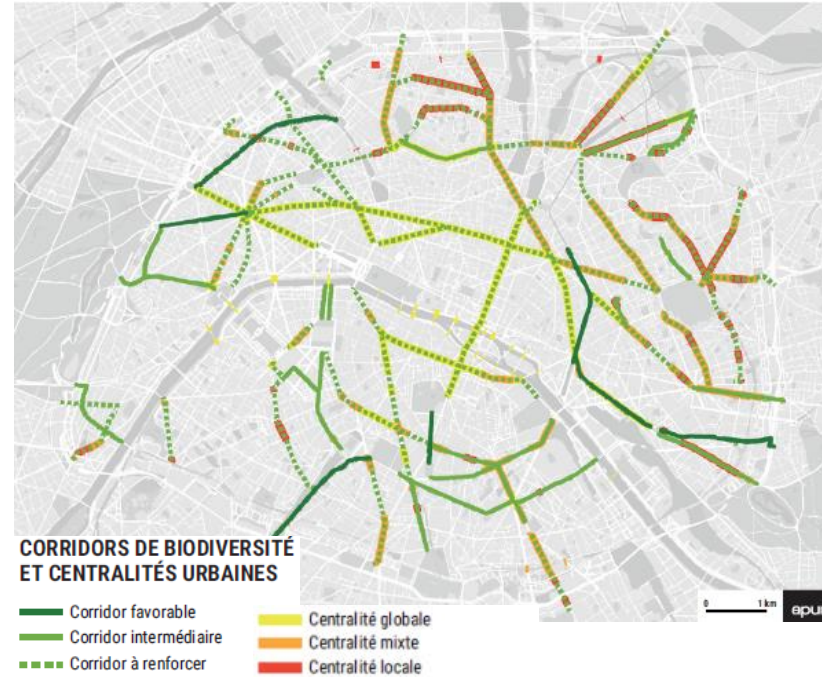 0 1 km apur
CORRIDORS DE BIODIVERSITÉ
ET CENTRALITÉS URBAINES
Corridor favorable
Corridor intermédiaire
Corridor à renforcer
Centralité globale
Centralité mixte
Centralité locale